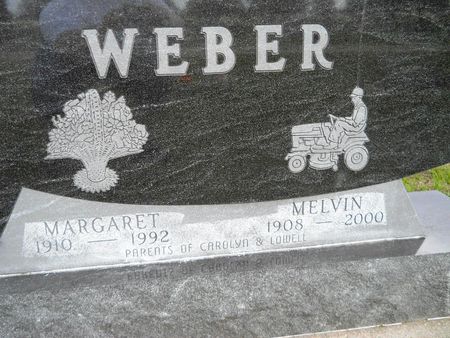 WEBER
MARGARET
1910 — 1992
MELVIN
1908 — 2000
PARENTS OF CAROLYN & LOWELL